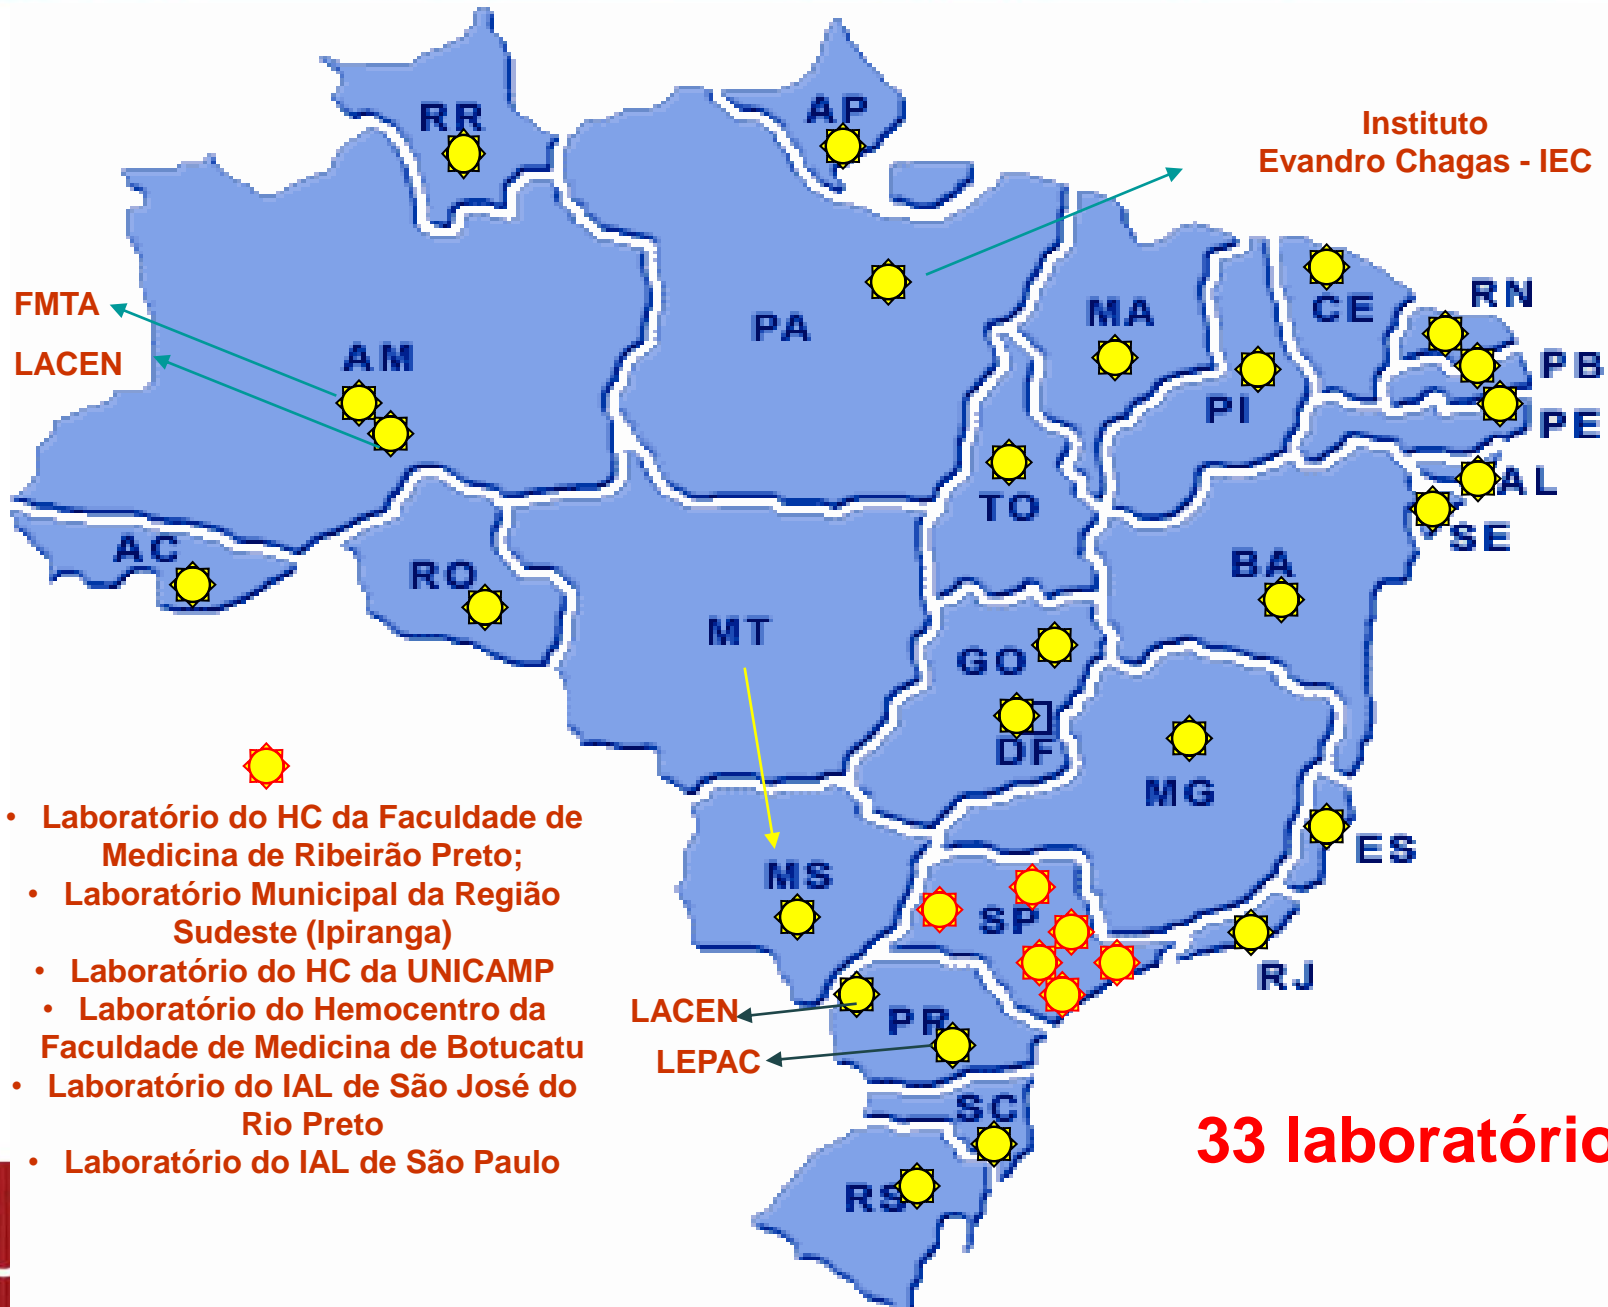 RR
AP
Instituto
Evandro Chagas - IEC
FMTA
LACEN
AM
PA
MA
CE
RN
PB
PI
PE
AL
SE
TO
AC
RO
BA
MT
GO
DF
MG
ES
MS
SP
RJ
• Laboratório do HC da Faculdade de
Medicina de Ribeirão Preto;
• Laboratório Municipal da Região
Sudeste (Ipiranga)
• Laboratório do HC da UNICAMP
• Laboratório do Hemocentro da
Faculdade de Medicina de Botucatu
• Laboratório do IAL de São José do
Rio Preto
• Laboratório do IAL de São Paulo
LACEN
LEPAC
PR
SC
RS
33 laboratório